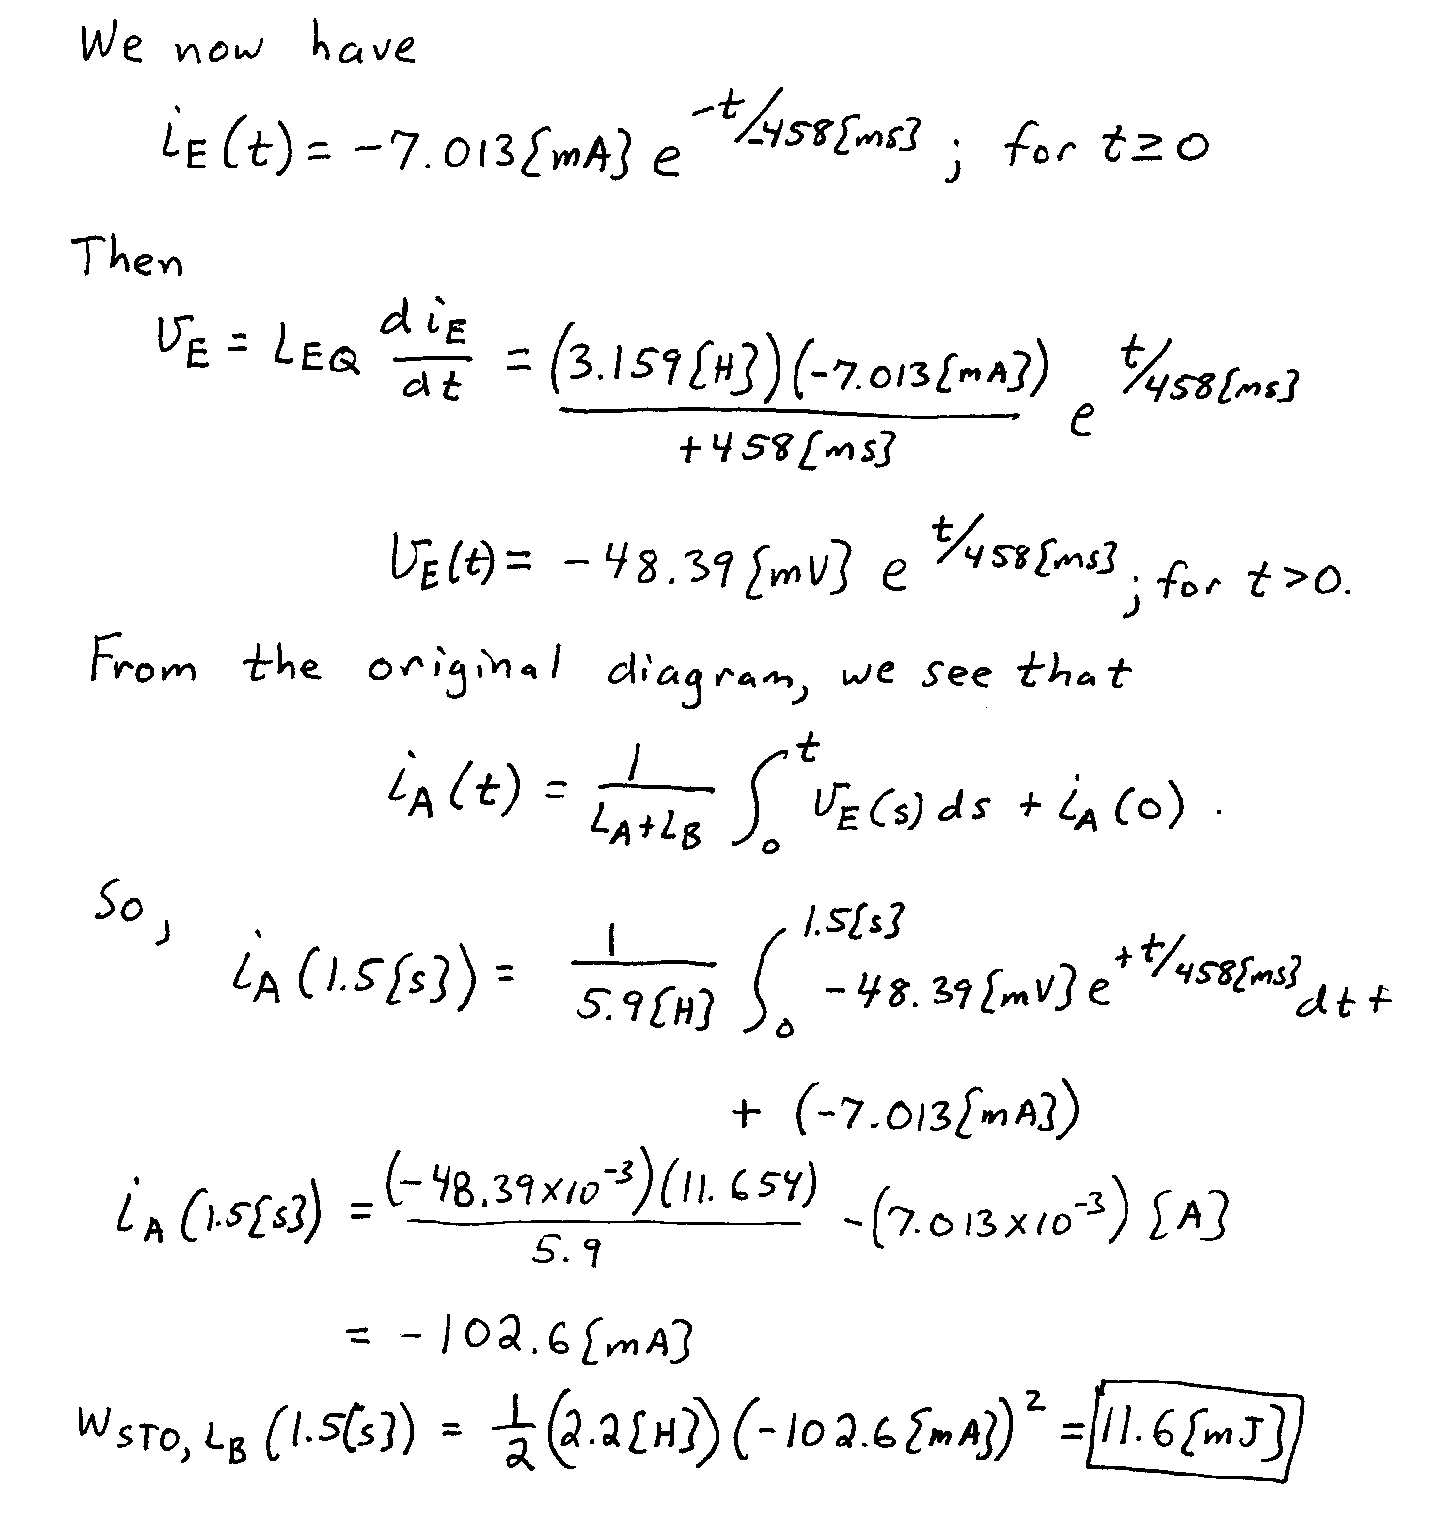 We now have
i_E(t) = -7.013{mA} e^{-t/-458{ms}} ; for t ≥ 0
Then
v_E = L_EQ di_E/dt = (3.159{H})(-7.013{mA})/+458{ms} e^{t/458{ms}}
v_E(t) = -48.39{mV} e^{t/458{ms}} ; for t > 0.
From the original diagram, we see that
i_A(t) = 1/(L_A+L_B) ∫_0^t v_E(s) ds + i_A(0).
So,
i_A(1.5{s}) = 1/5.9{H} ∫_0^{1.5{s}} -48.39{mV} e^{+t/458{ms}} dt +
+ (-7.013{mA})
i_A(1.5{s}) = (-48.39x10^{-3})(11.654)/5.9 - (7.013x10^{-3}) {A}
= -102.6{mA}
W_{STO, L_B}(1.5{s}) = 1/2 (2.2{H})(-102.6{mA})^2 = 11.6{mJ}